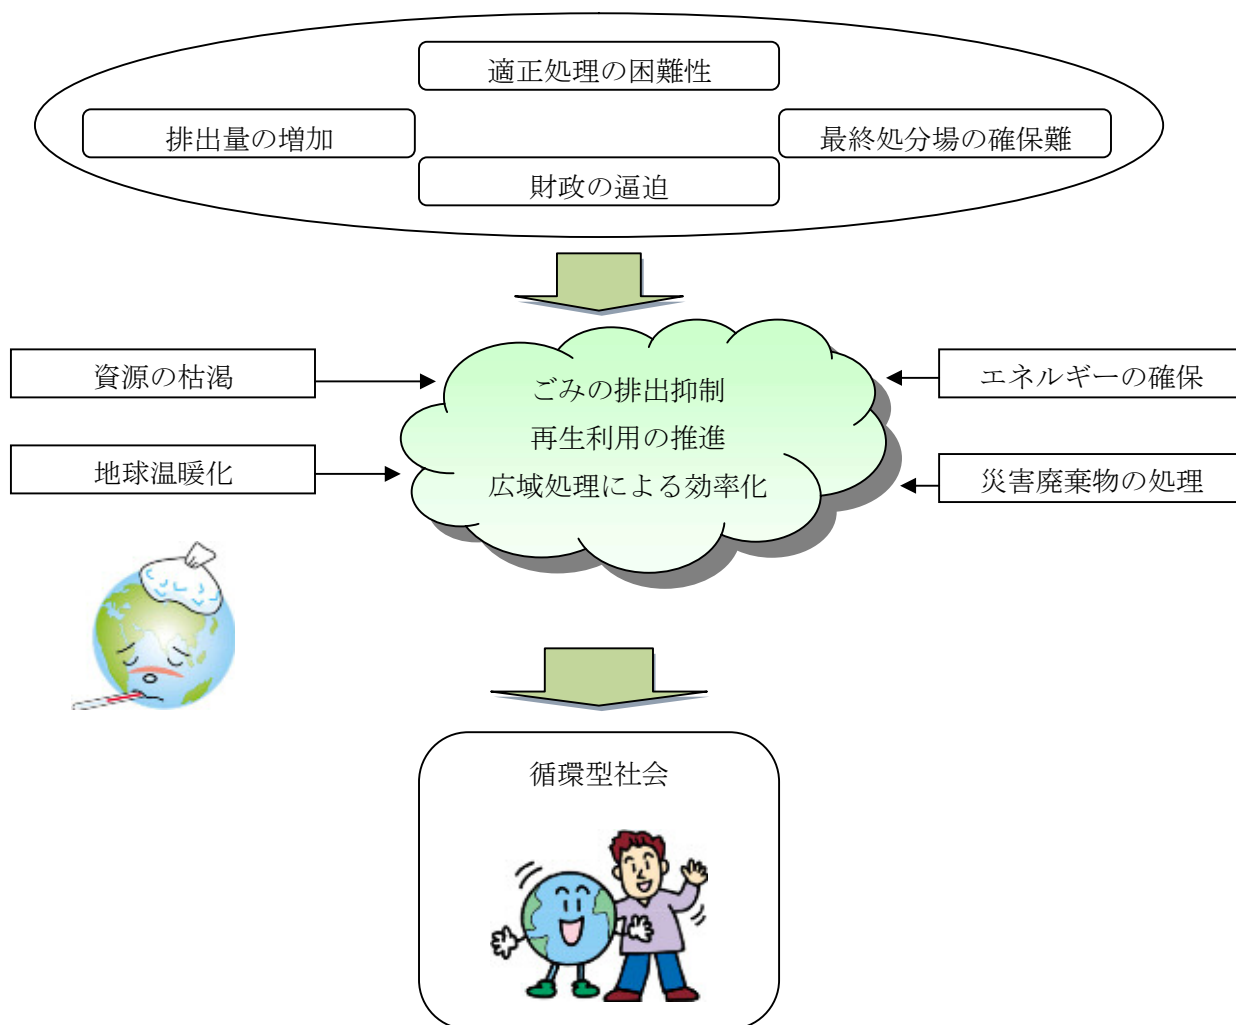 適正処理の困難性
排出量の増加
最終処分場の確保難
財政の逼迫
資源の枯渇
エネルギーの確保
ごみの排出抑制
再生利用の推進
広域処理による効率化
地球温暖化
災害廃棄物の処理
循環型社会